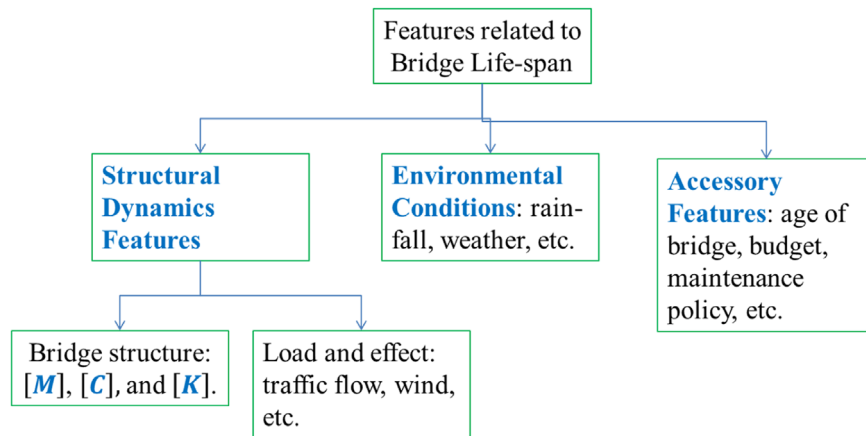 Features related to
Bridge Life-span
Structural
Dynamics
Features
Environmental
Conditions: rain-
fall, weather, etc.
Accessory
Features: age of
bridge, budget,
maintenance
policy, etc.
Bridge structure:
[M], [C], and [K].
Load and effect:
traffic flow, wind,
etc.